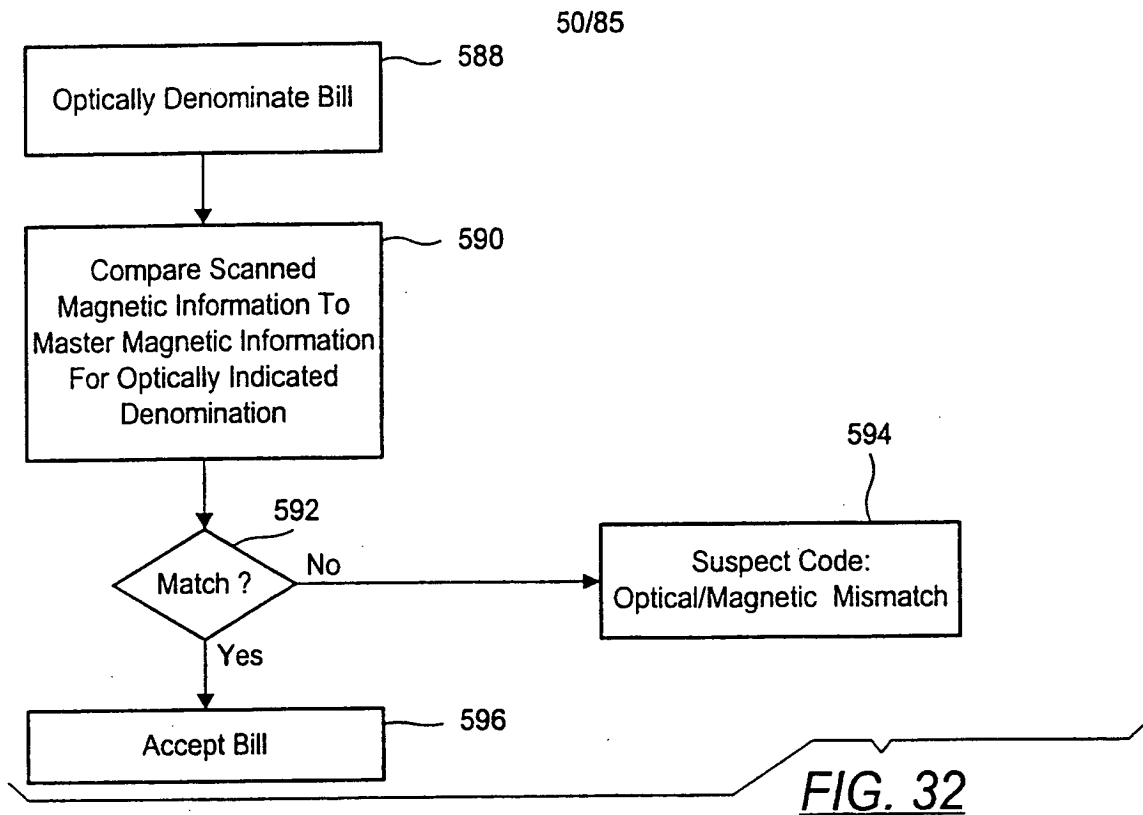 50/85
588
Optically Denominate Bill
590
Compare Scanned
Magnetic Information To
Master Magnetic Information
For Optically Indicated
Denomination
592
Match ?
No
594
Suspect Code:
Optical/Magnetic Mismatch
Yes
596
Accept Bill
FIG. 32